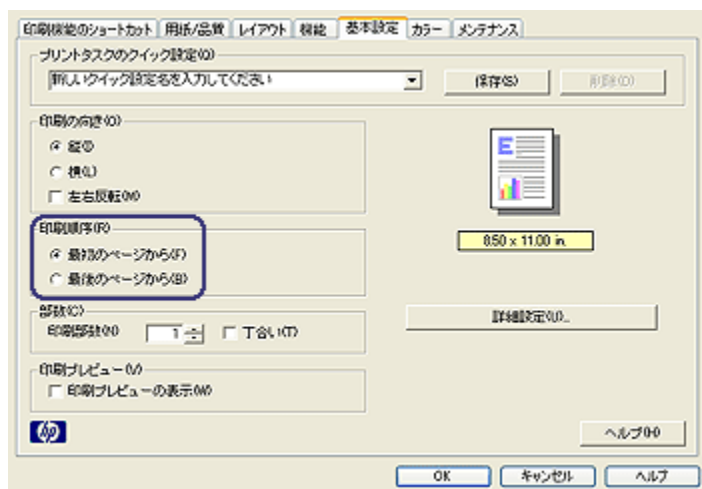 印刷機能のショートカット 用紙/品質 レイアウト 機能 基本設定 カラー メンテナンス
プリントタスクのクイック設定(Q)
新しいクイック設定名を入力してください 保存(S) 削除(D)
印刷の向き(O)
縦(I)
横(L)
左右反転(M)
E
印刷順序(R)
最初のページから(F)
最後のページから(B)
8.50 x 11.00 in.
部数(C)
印刷部数(N) 1 丁合い(T)
詳細設定(U)...
印刷プレビュー(V)
印刷プレビューの表示(W)
hp
ヘルプ(H)
OK キャンセル ヘルプ